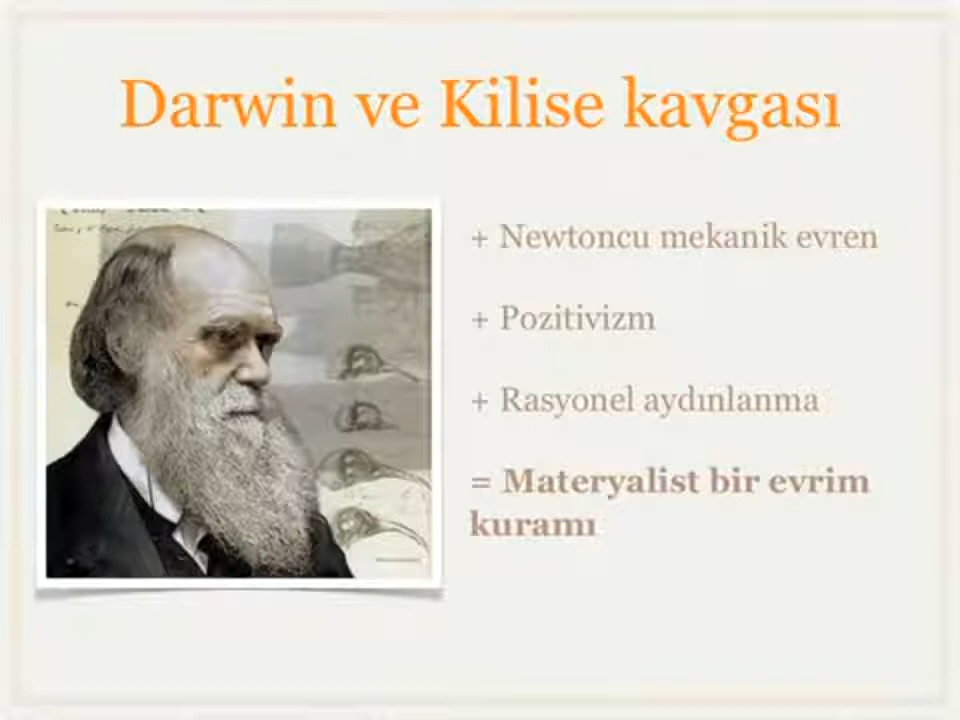 Darwin ve Kilise kavgası
+ Newtoncu mekanik evren
+ Pozitivizm
+ Rasyonel aydınlanma
= Materyalist bir evrim
kuramı